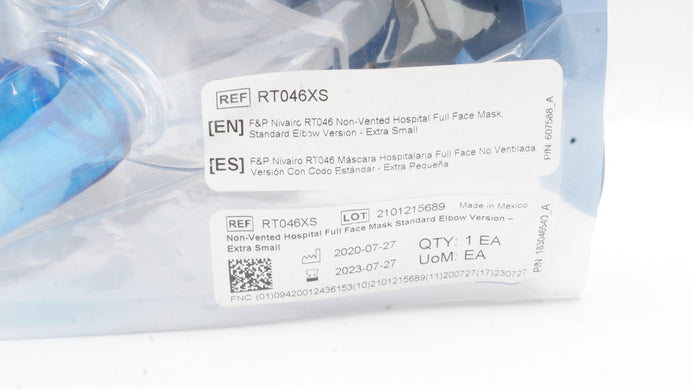 REF RT046XS
[EN] F&P Nivairo RT046 Non-Vented Hospital Full Face Mask,
Standard Elbow Version - Extra Small
[ES] F&P Nivairo RT046 Máscara Hospitalaria Full Face No Ventilada,
Versión Con Codo Estándar - Extra Pequeña
P/N 607588_A
REF RT046XS LOT 2101215689 Made in Mexico
Non-Vented Hospital Full Face Mask Standard Elbow Version –
Extra Small
2020-07-27 QTY: 1 EA
2023-07-27 UoM: EA
FNC (01)09420012436153(10)2101215689(11)200727(17)230727
P/N: 183046540_A